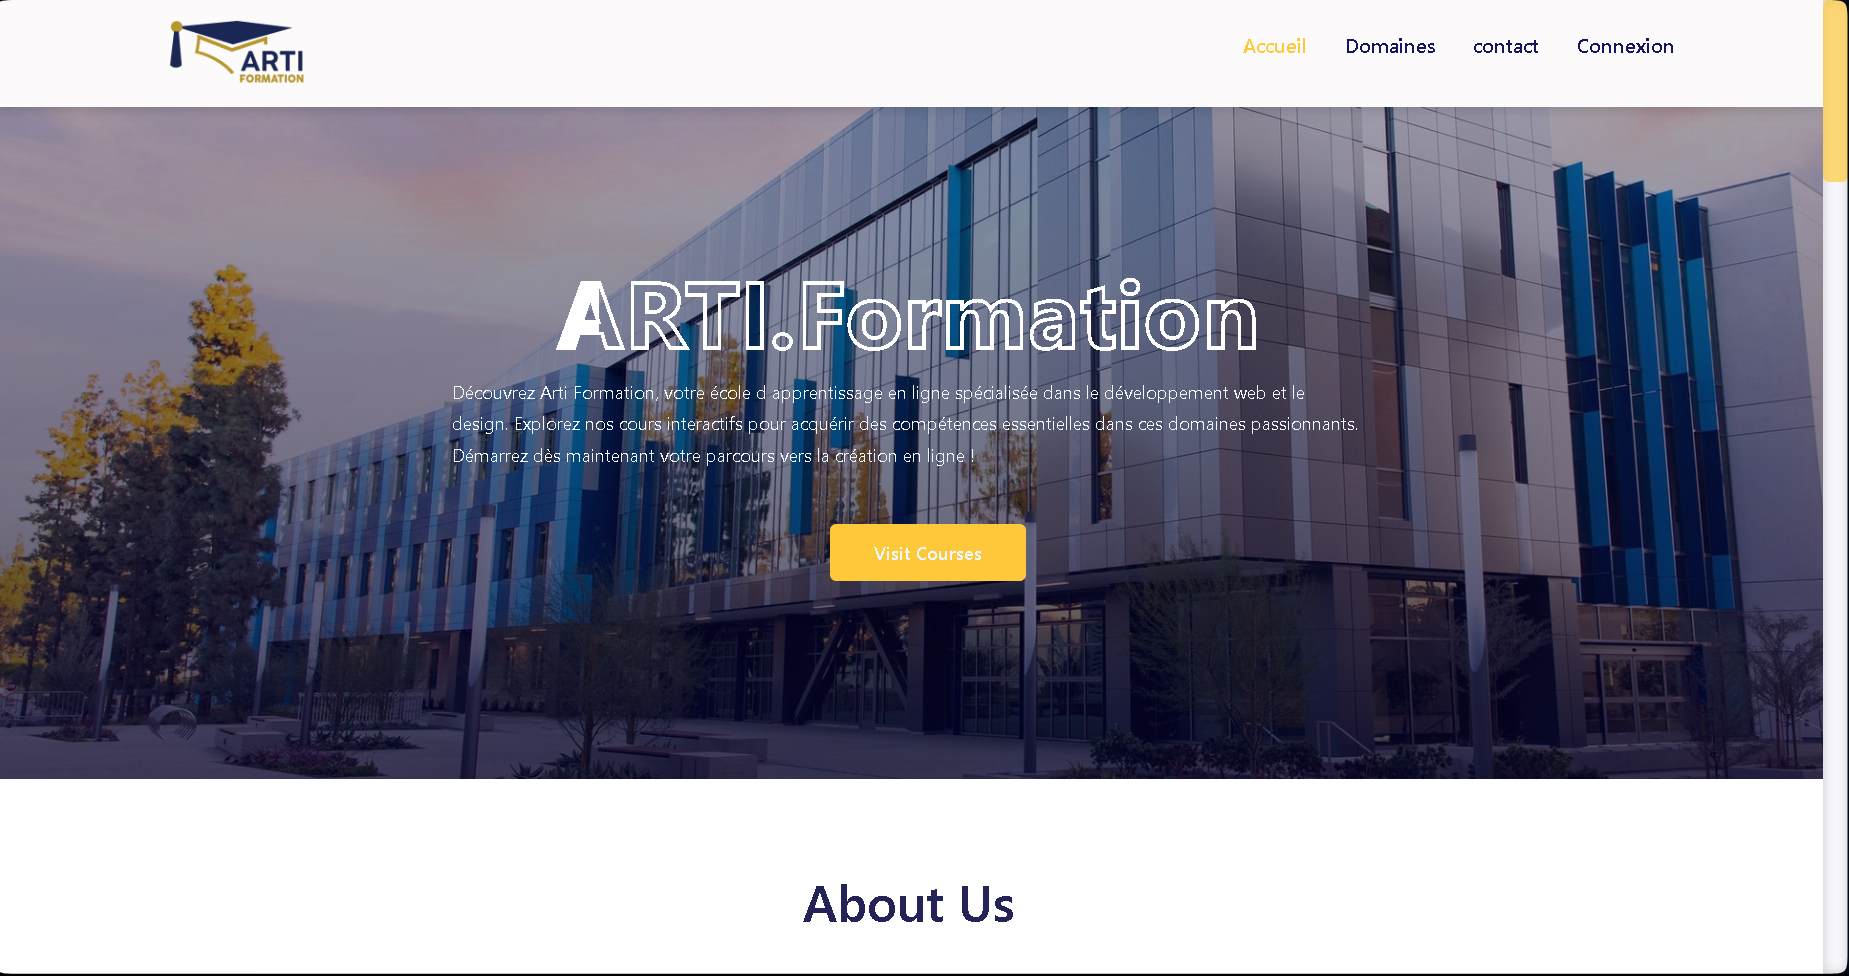 ARTI
FORMATION
Accueil
Domaines
contact
Connexion
ARTI.Formation
Découvrez Arti Formation, votre école d apprentissage en ligne spécialisée dans le développement web et le
design. Explorez nos cours interactifs pour acquérir des compétences essentielles dans ces domaines passionnants.
Démarrez dès maintenant votre parcours vers la création en ligne !
Visit Courses
About Us